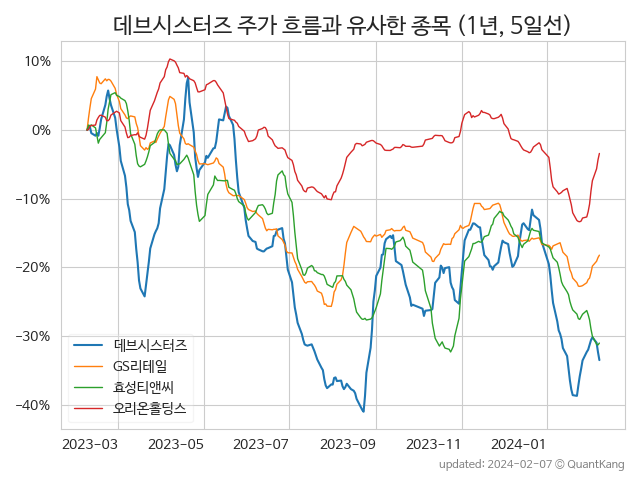 데브시스터즈 주가 흐름과 유사한 종목 (1년, 5일선)
10%
0%
−10%
−20%
−30%
−40%
데브시스터즈
GS리테일
효성티앤씨
오리온홀딩스
2023-03 2023-05 2023-07 2023-09 2023-11 2024-01
updated: 2024-02-07 © QuantKang